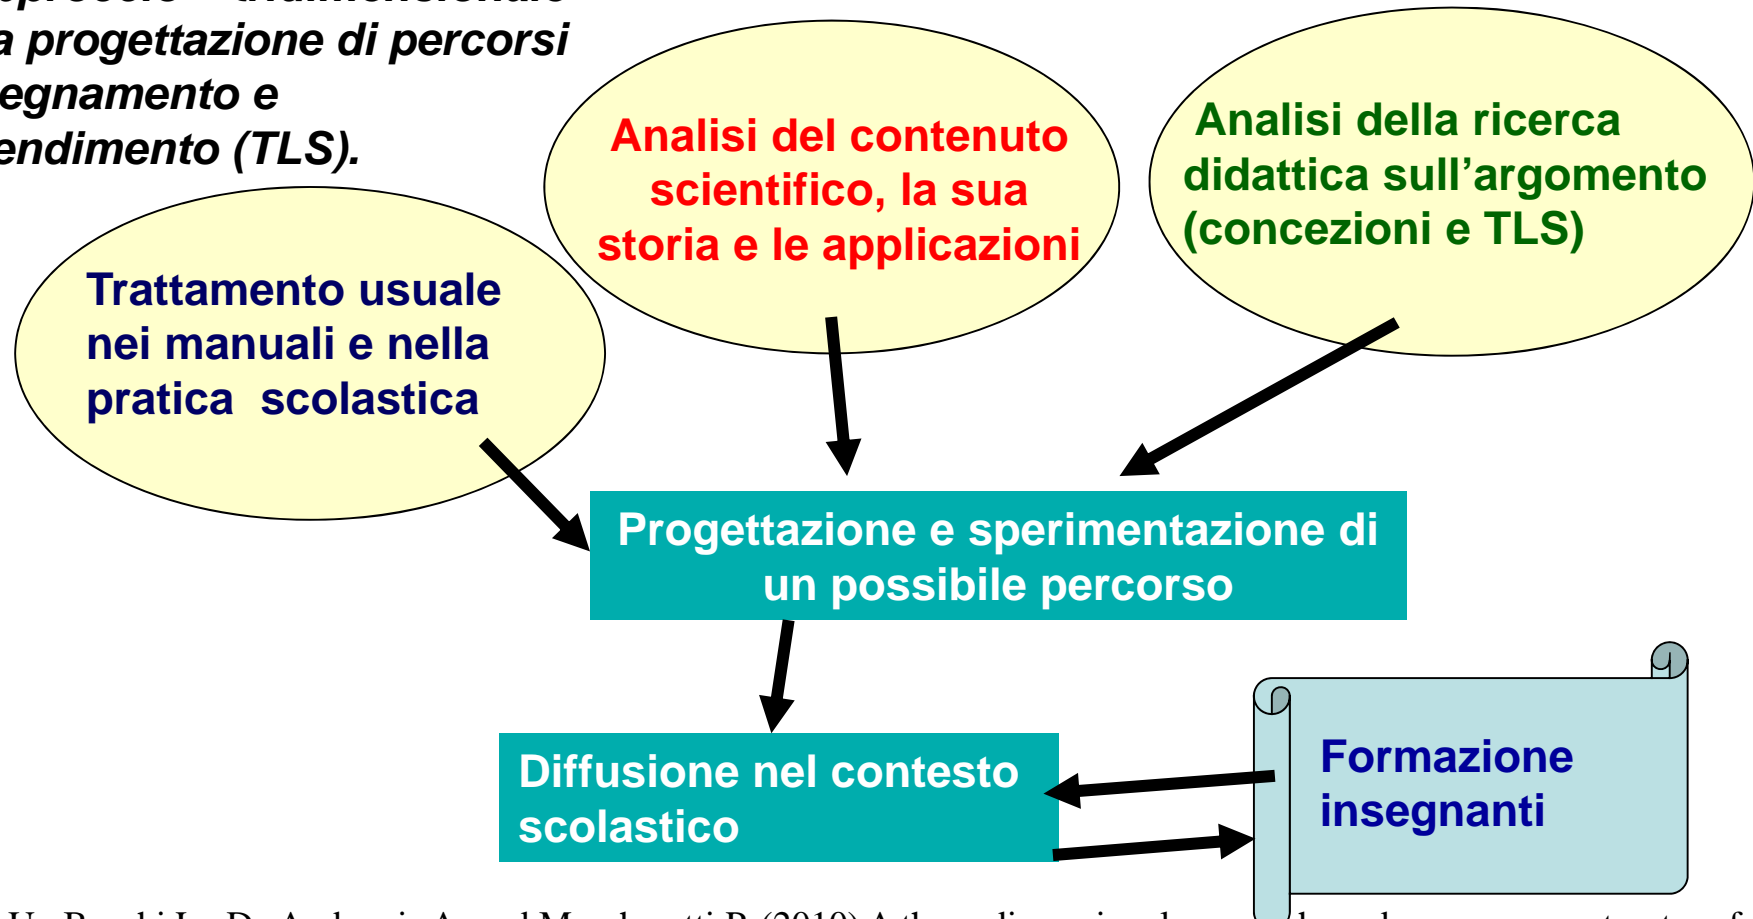 tridimensionale
a progettazione di percorsi
e
(TLS).
Analisi del contenuto
scientifico, la sua
storia e le applicazioni
Analisi della ricerca
didattica sull’argomento
(concezioni e TLS)
Trattamento usuale
nei manuali e nella
pratica scolastica
Progettazione e sperimentazione di
un possibile percorso
Diffusione nel contesto
scolastico
Formazione
insegnanti